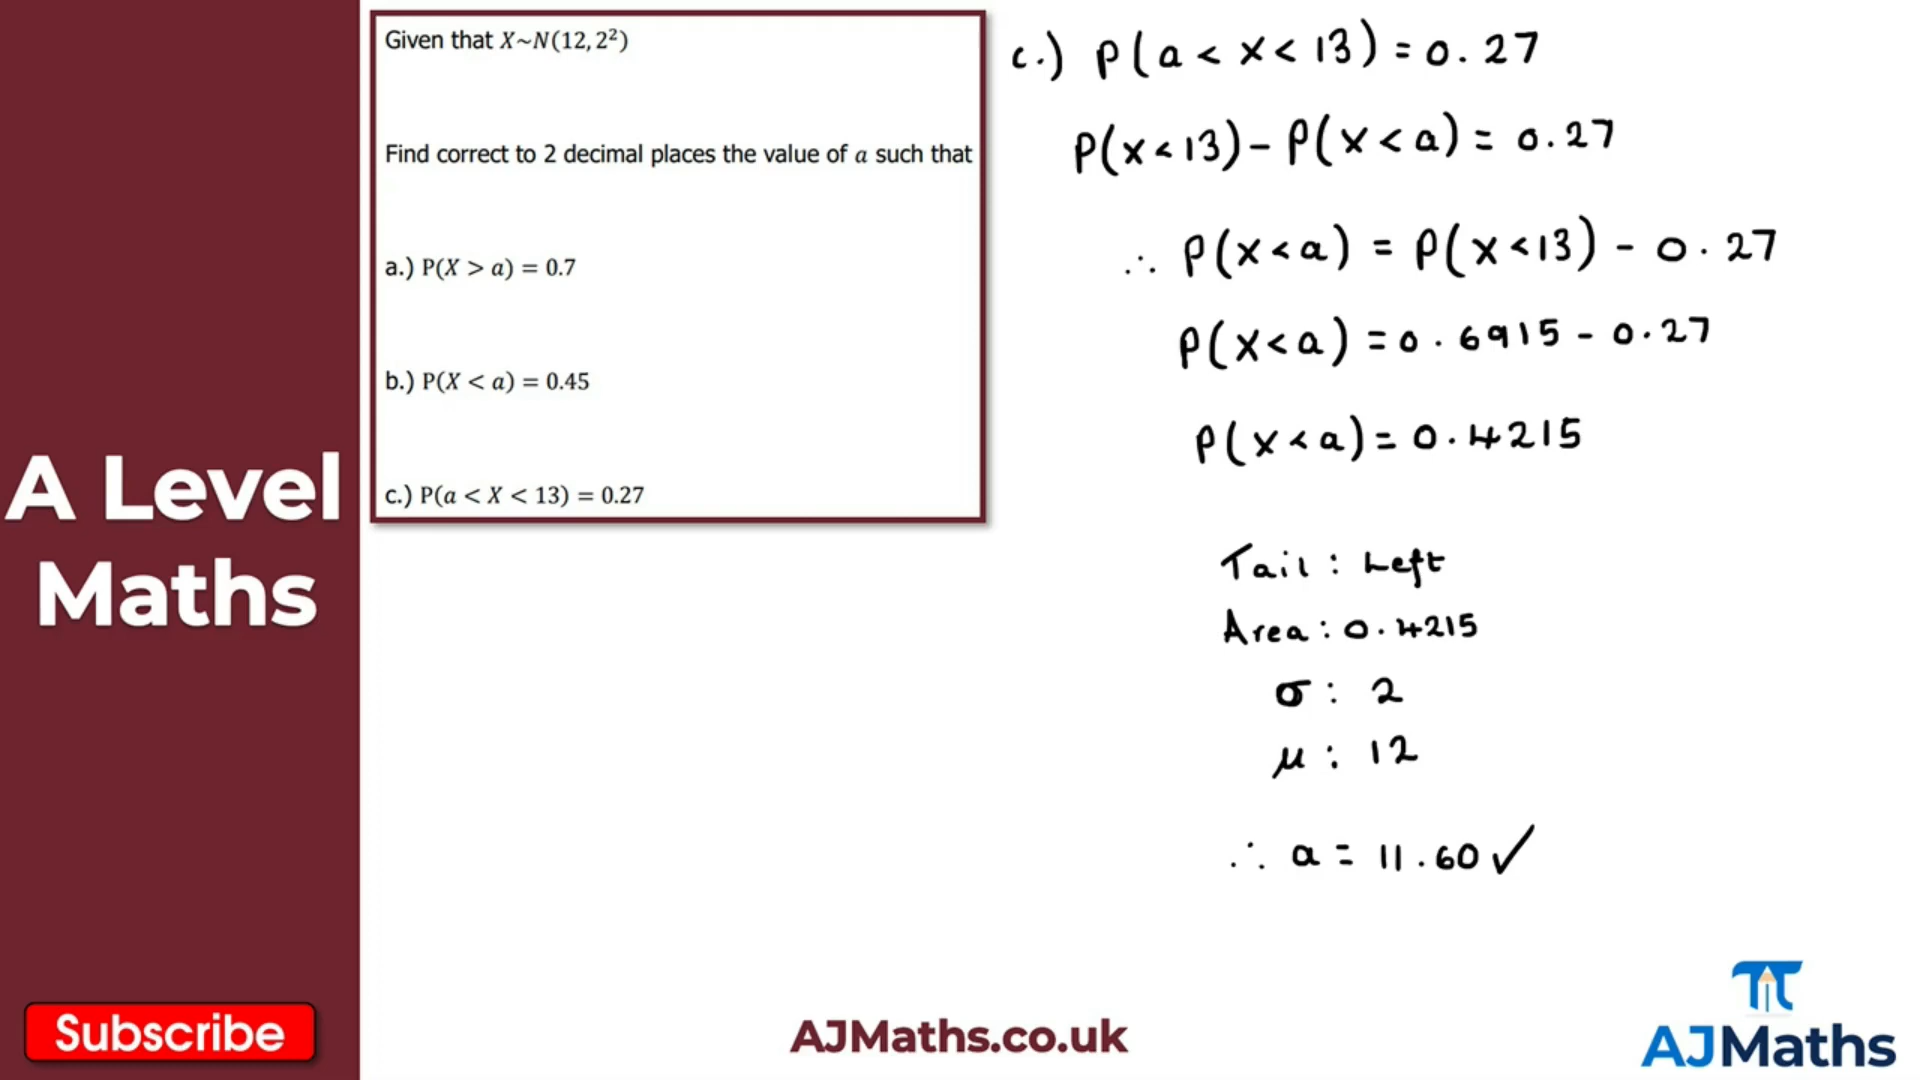 A Level
Maths
Subscribe
Given that X~N(12, 2²)
Find correct to 2 decimal places the value of a such that
a.) P(X > a) = 0.7
b.) P(X < a) = 0.45
c.) P(a < X < 13) = 0.27
c.) P(a < X < 13) = 0.27
P(X < 13) - P(X < a) = 0.27
∴ P(X < a) = P(X < 13) - 0.27
P(X < a) = 0.6915 - 0.27
P(X < a) = 0.4215
Tail : Left
Area : 0.4215
σ : 2
μ : 12
∴ a = 11.60 ✓
AJMaths.co.uk
AJMaths